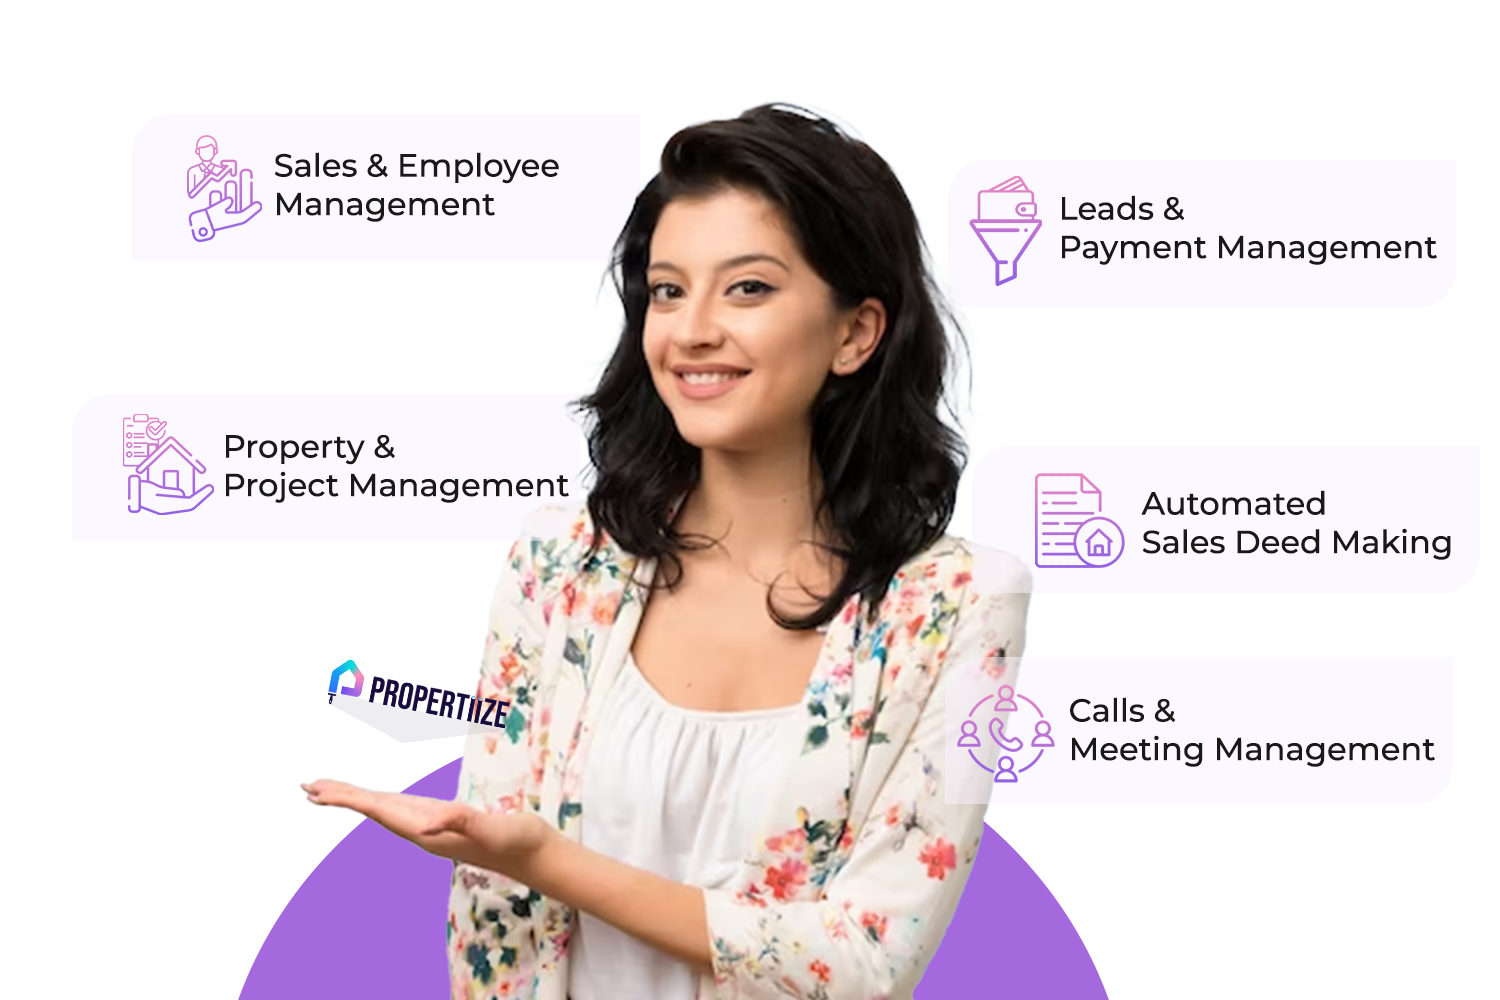 Sales & Employee
Management
Leads &
Payment Management
Property &
Project Management
Automated
Sales Deed Making
PROPERTIIZE
Calls &
Meeting Management